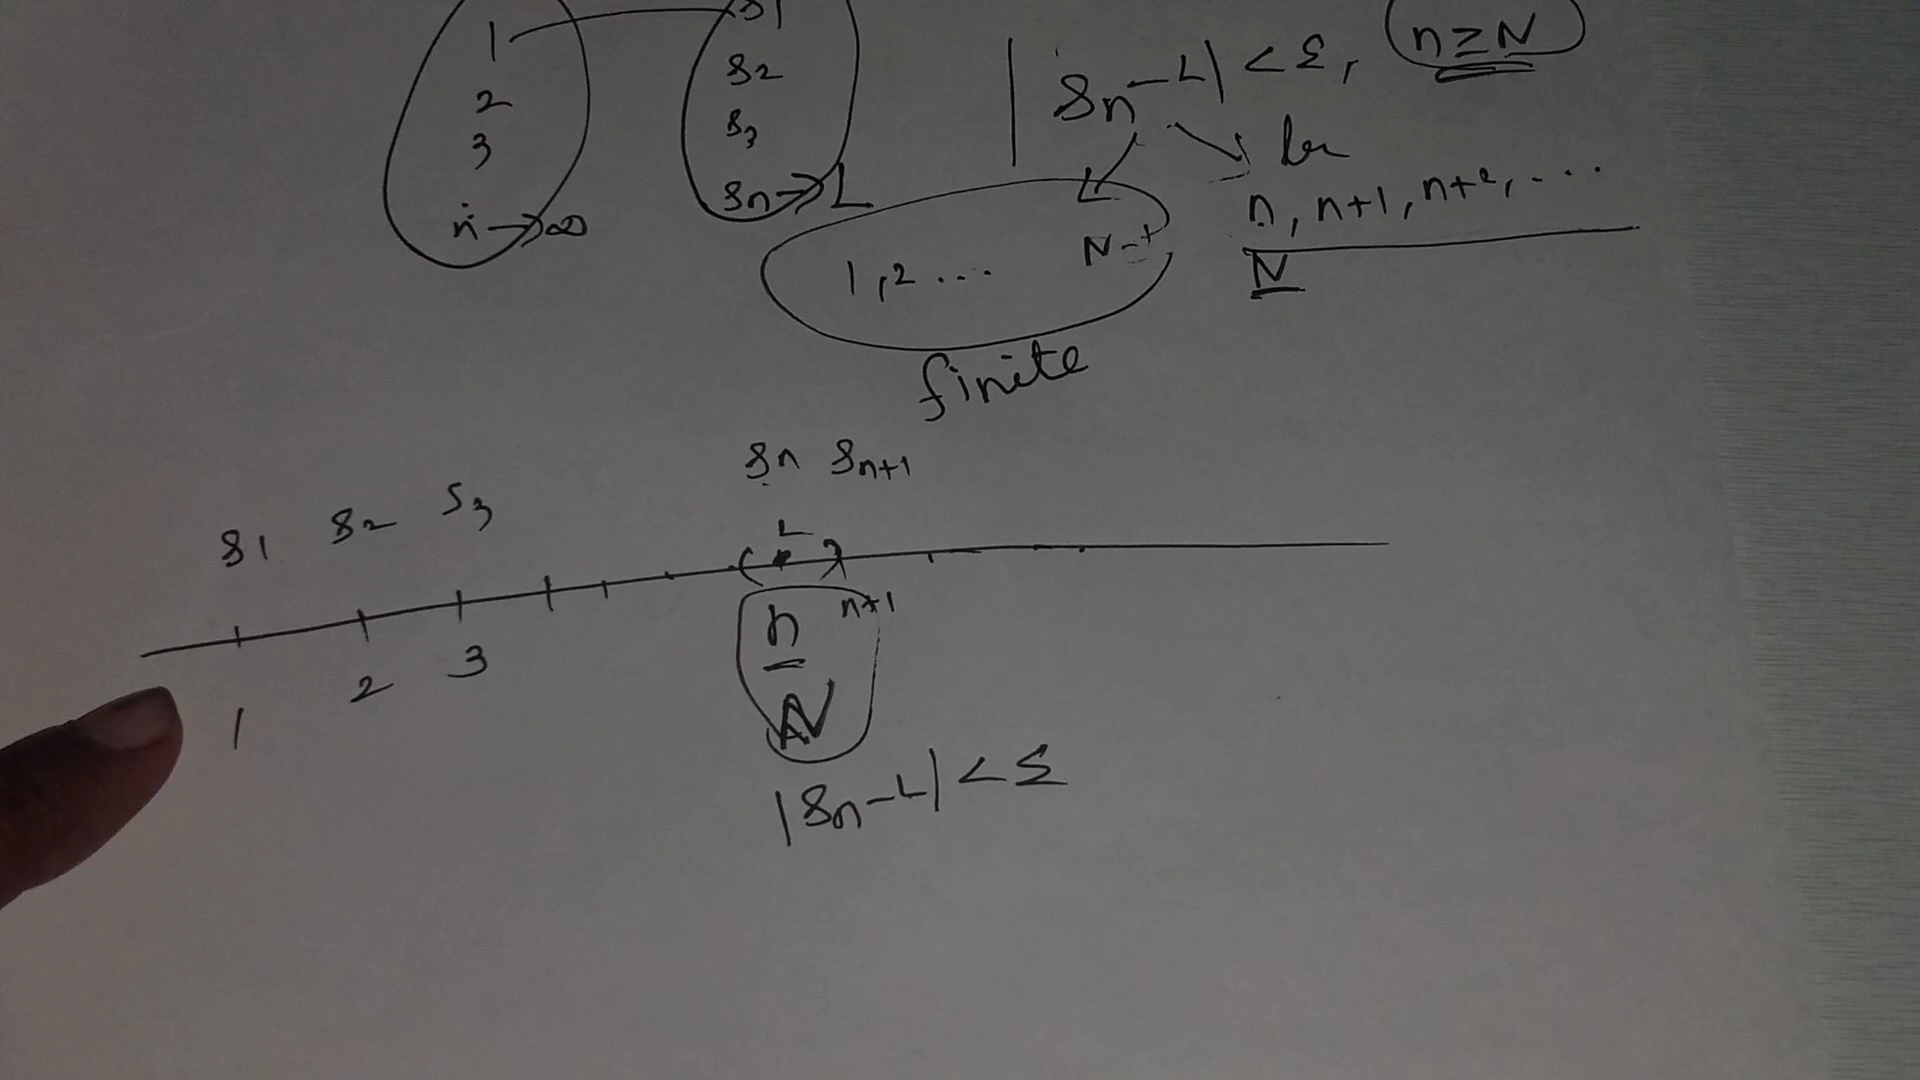 1 s1
2 s2
3 s3
n → ∞ sn → L
|sn - L| < ε, n ≥ N
n, n+1, n+2, ....
N
1, 2 .... N-1
finite
sn sn+1
s1 s2 s3
L
1 2 3 n n+1
N
|sn - L| < ε